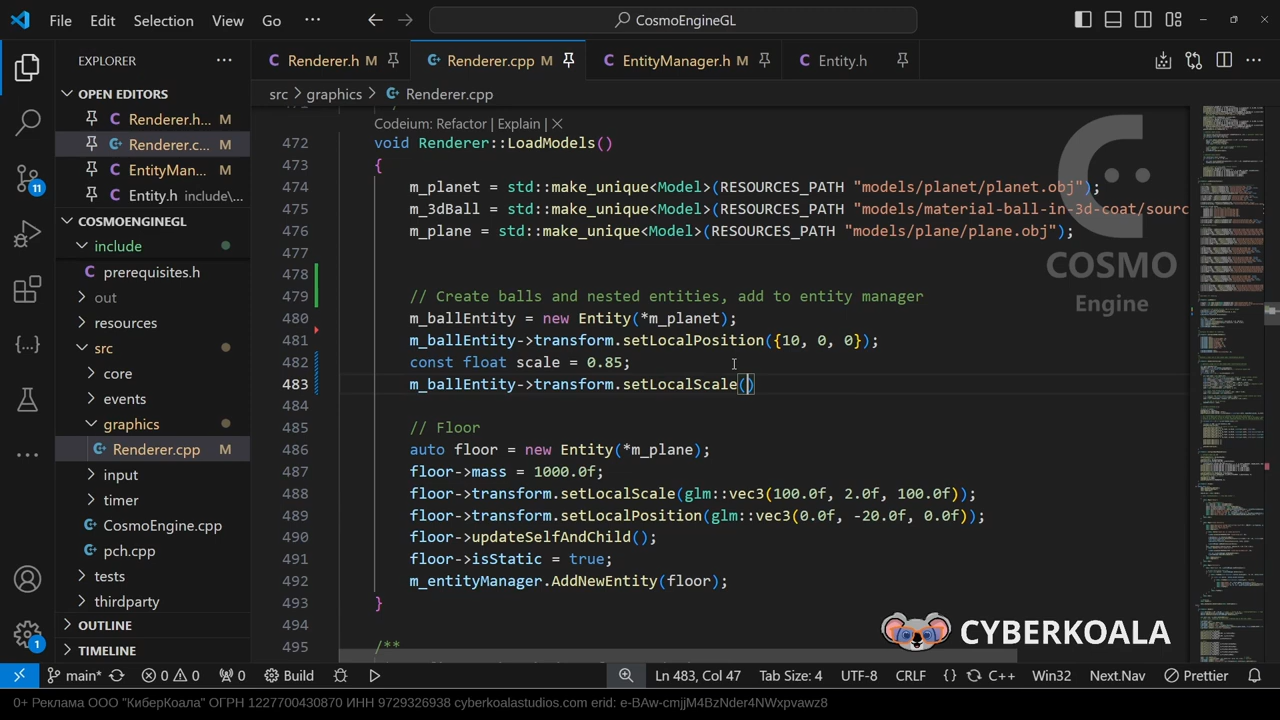 File Edit Selection View Go ··· CosmoEngineGL
EXPLORER ···
Renderer.h M Renderer.cpp M EntityManager.h M Entity.h
OPEN EDITORS
src > graphics > Renderer.cpp
Renderer.h... M
Renderer.c... M
EntityMan... M
Entity.h include\...
COSMOENGINEGL
include
prerequisites.h
out
resources
src
core
events
graphics
Renderer.cpp M
input
timer
CosmoEngine.cpp
pch.cpp
tests
thirdparty
OUTLINE
TIMELINE
11
1
Codeium: Refactor | Explain | ×
472 void Renderer::LoadModels()
473 {
474 m_planet = std::make_unique<Model>(RESOURCES_PATH "models/planet/planet.obj");
475 m_3dBall = std::make_unique<Model>(RESOURCES_PATH "models/material-ball-in-3d-coat/sourc
476 m_plane = std::make_unique<Model>(RESOURCES_PATH "models/plane/plane.obj");
477
478
479 // Create balls and nested entities, add to entity manager
480 m_ballEntity = new Entity(*m_planet);
481 m_ballEntity->transform.setLocalPosition({10, 0, 0});
482 const float scale = 0.85;
483 m_ballEntity->transform.setLocalScale()
484
485 // Floor
486 auto floor = new Entity(*m_plane);
487 floor->mass = 1000.0f;
488 floor->transform.setLocalScale(glm::vec3(100.0f, 2.0f, 100.0f));
489 floor->transform.setLocalPosition(glm::vec3(0.0f, -20.0f, 0.0f));
490 floor->updateSelfAndChild();
491 floor->isStatic = true;
492 m_entityManager.AddNewEntity(floor);
493 }
494
495 /**
COSMO
Engine
CYBERKOALA
main* 0 0 0 Build Ln 483, Col 47 Tab Size: 4 UTF-8 CRLF {} C++ Win32 Next.Nav Prettier
0+ Реклама ООО "КиберКоала" ОГРН 1227700430870 ИНН 9729326938 cyberkoalastudios.com erid: e-BAw-cmjjM4BzNder4NWxpvawz8